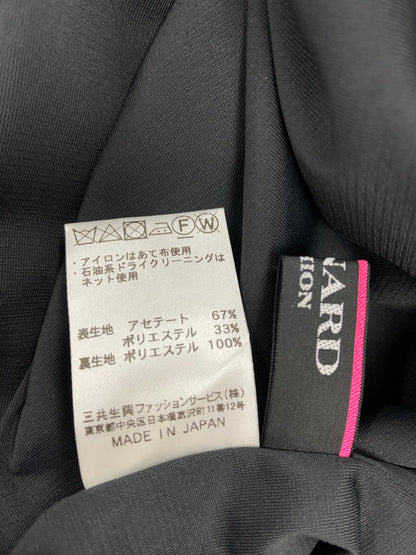 F W
・アイロンはあて布使用
・石油系ドライクリーニングは
ネット使用
表生地 アセテート 67%
ポリエステル 33%
裏生地 ポリエステル 100%
三共生興ファッションサービス(株)
東京都中央区日本橋富沢町11番12号
MADE IN JAPAN
NARD
ION